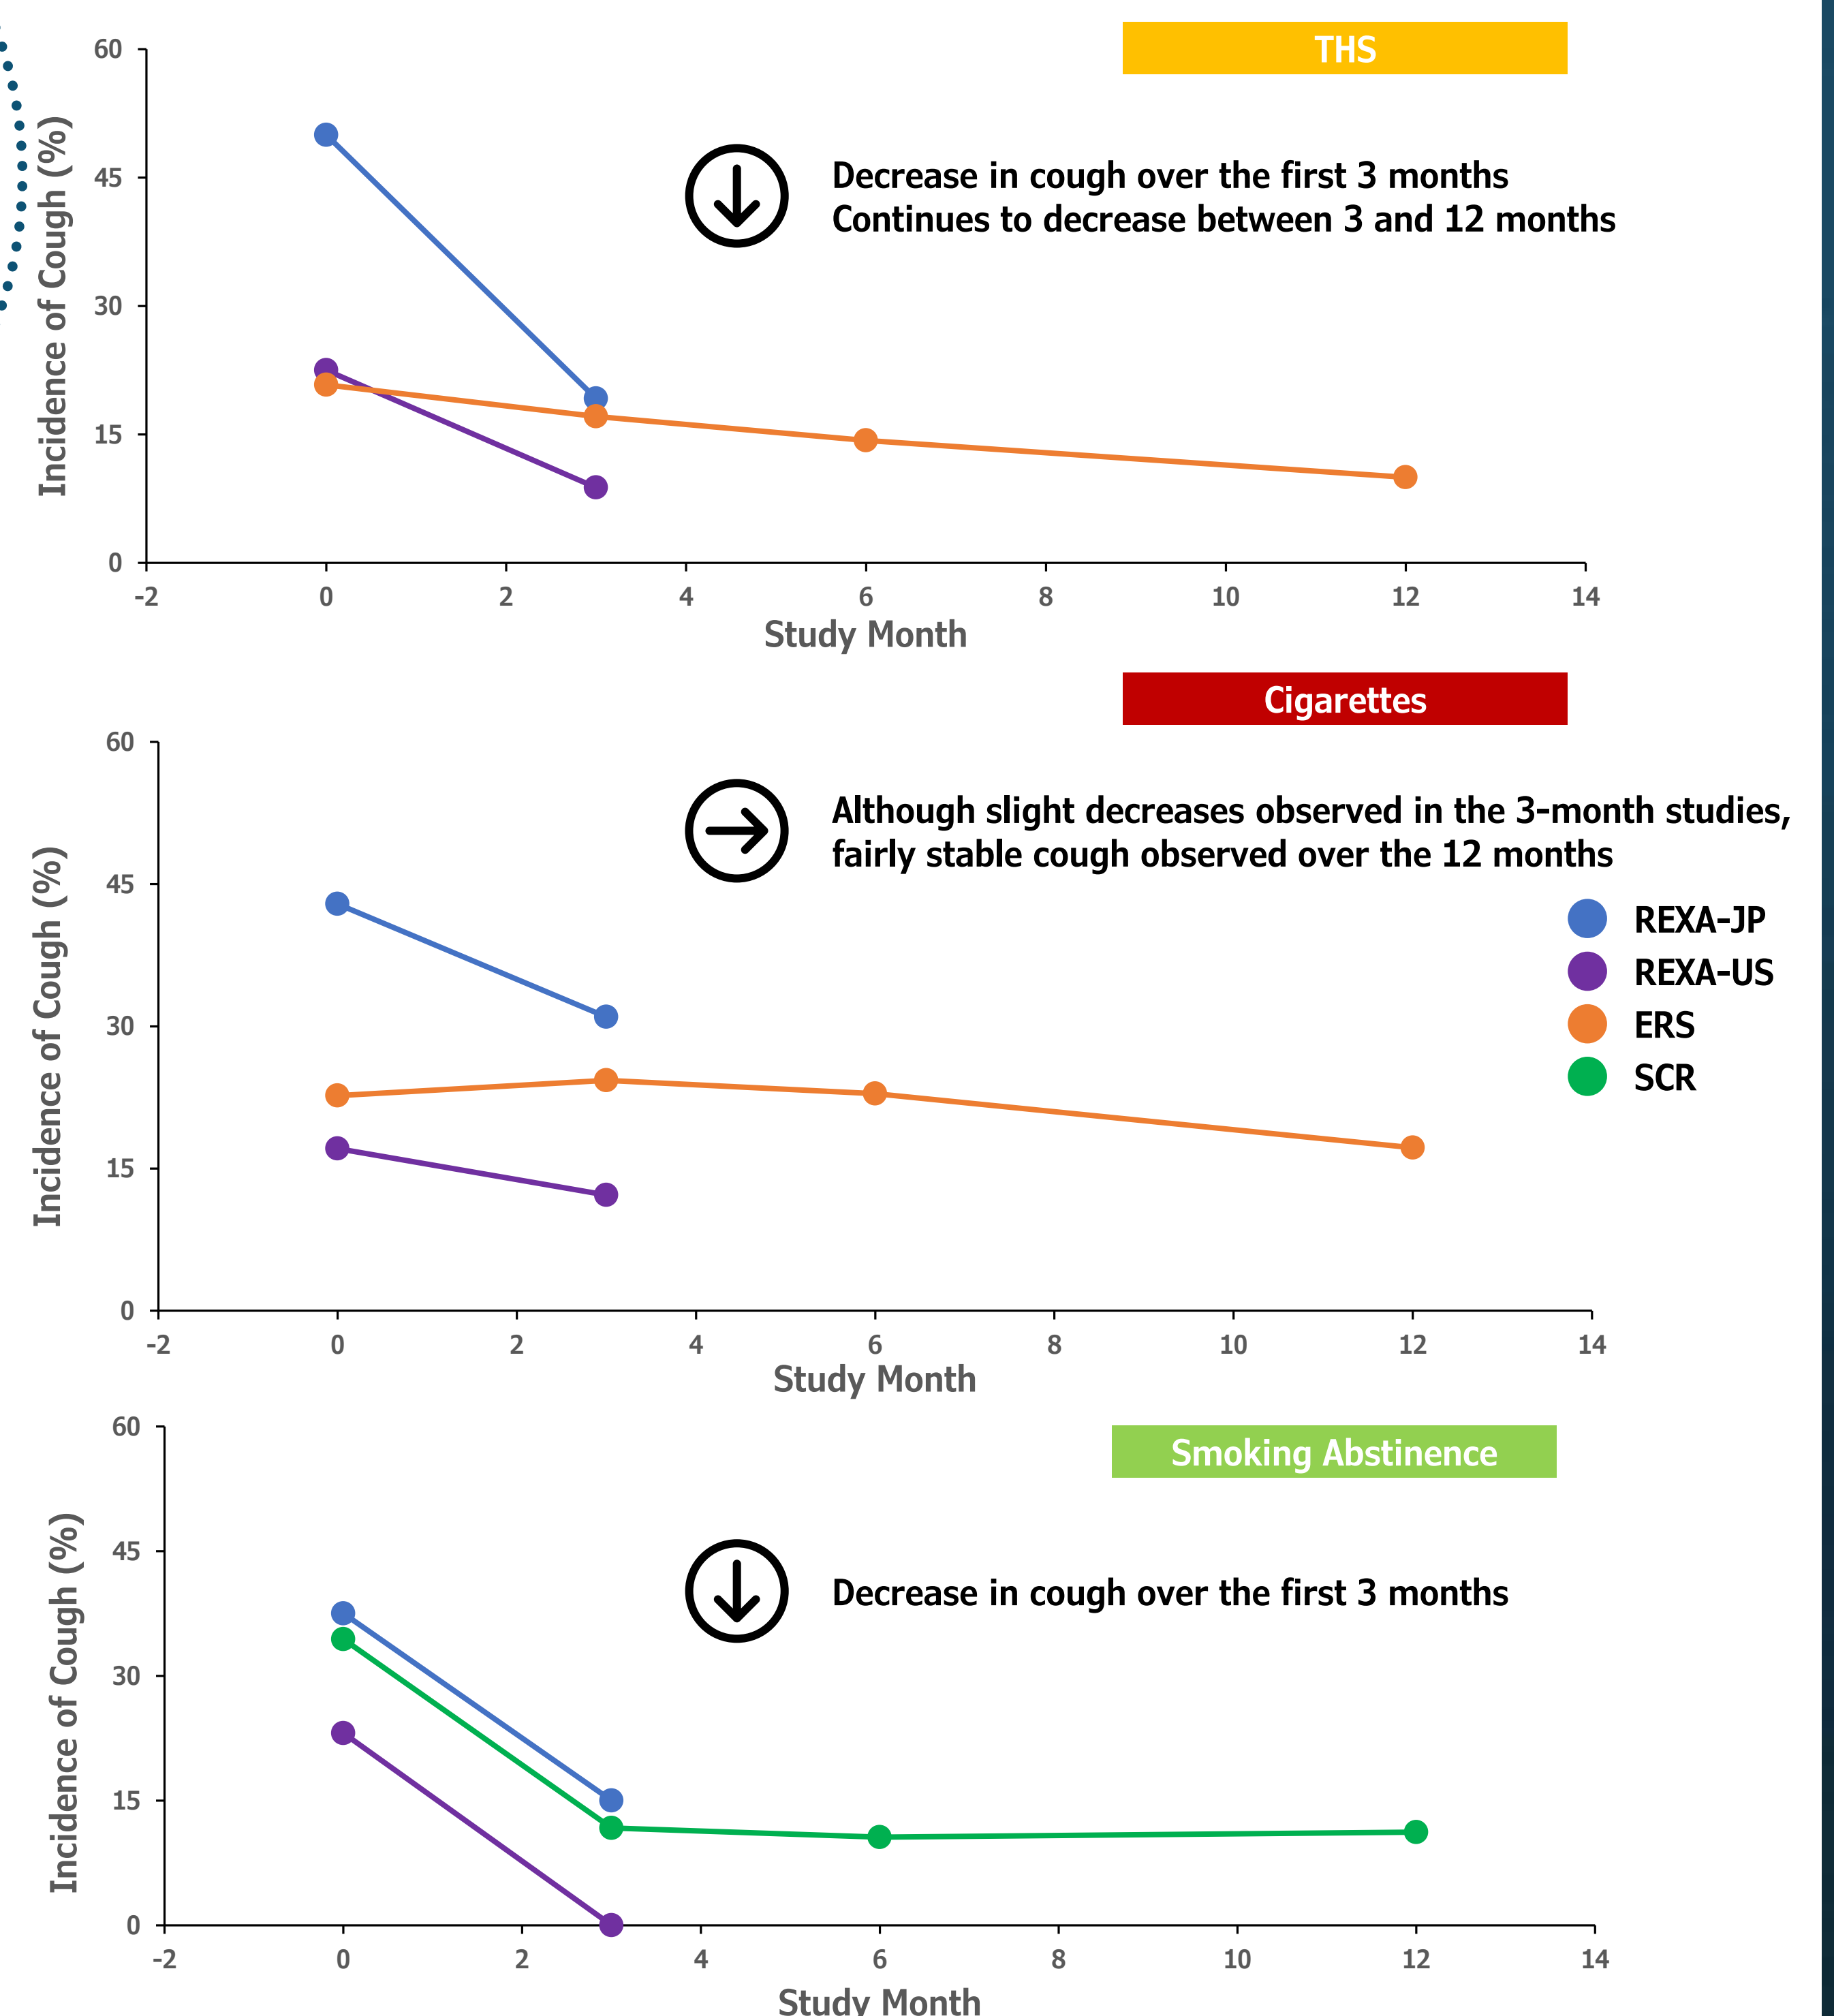 THS
60
45
30
15
0
Incidence of Cough (%)
Decrease in cough over the first 3 months
Continues to decrease between 3 and 12 months
-2 0 2 4 6 8 10 12 14
Study Month
Cigarettes
60
45
30
15
0
Incidence of Cough (%)
Although slight decreases observed in the 3-month studies,
fairly stable cough observed over the 12 months
REXA-JP
REXA-US
ERS
SCR
-2 0 2 4 6 8 10 12 14
Study Month
Smoking Abstinence
60
45
30
15
0
Incidence of Cough (%)
Decrease in cough over the first 3 months
-2 0 2 4 6 8 10 12 14
Study Month